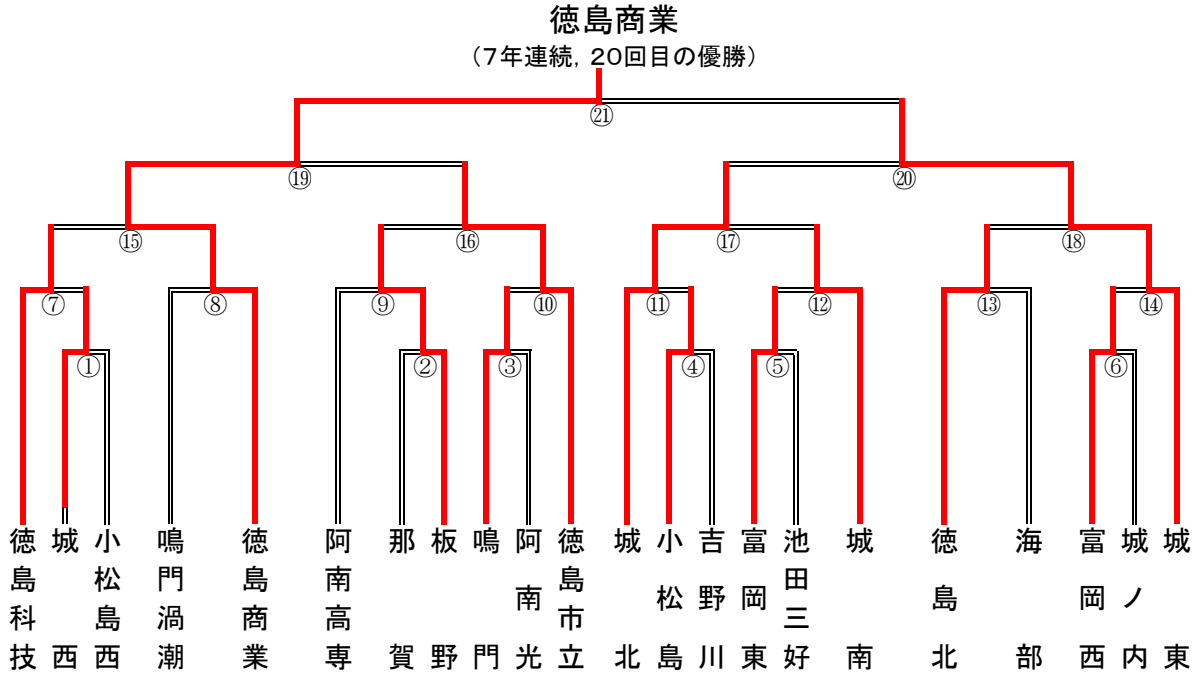 徳島商業
（7年連続，20回目の優勝）
㉑
⑲
⑳
⑮
⑯
⑰
⑱
⑦
⑧
⑨
⑩
⑪
⑫
⑬
⑭
①
②
③
④
⑤
⑥
徳島科技
城西
小松島西
鳴門渦潮
徳島商業
阿南高専
那賀
板野
鳴門
阿南光
徳島市立
城北
小松島
吉野川
富岡東
池田三好
城南
徳島北
海部
富岡西
城ノ内
城東